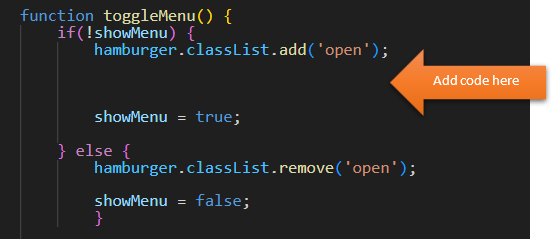 function toggleMenu() {
if(!showMenu) {
hamburger.classList.add('open');
Add code here
showMenu = true;
} else {
hamburger.classList.remove('open');
showMenu = false;
}